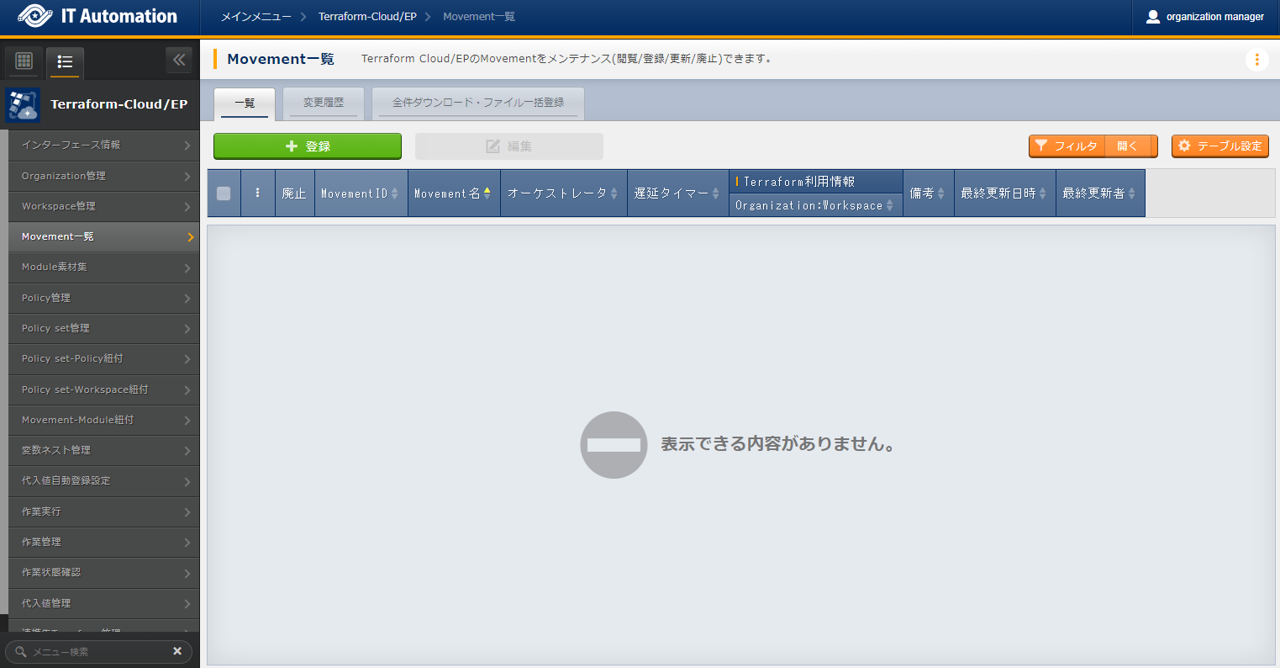 IT Automation
メインメニュー
Terraform-Cloud/EP
Movement一覧
organization manager
Terraform-Cloud/EP
インターフェース情報
Organization管理
Workspace管理
Movement一覧
Module素材集
Policy管理
Policy set管理
Policy set-Policy紐付
Policy set-Workspace紐付
Movement-Module紐付
変数ネスト管理
代入値自動登録設定
作業実行
作業管理
作業状態確認
代入値管理
メニュー検索
Movement一覧
Terraform Cloud/EPのMovementをメンテナンス(閲覧/登録/更新/廃止)できます。
一覧
変更履歴
全件ダウンロード・ファイル一括登録
登録
編集
フィルタ
開く
テーブル設定
廃止
MovementID
Movement名
オーケストレータ
遅延タイマー
Terraform利用情報
Organization:Workspace
備考
最終更新日時
最終更新者
表示できる内容がありません。